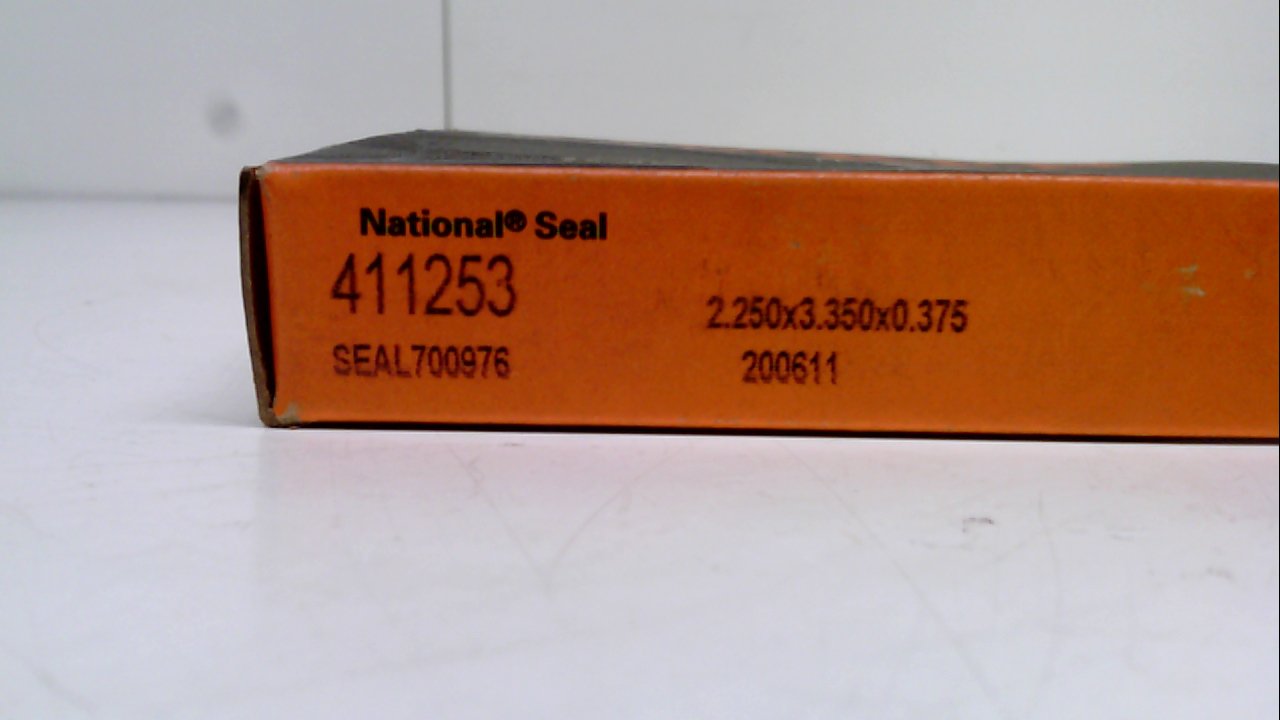 National® Seal
411253
2.250x3.350x0.375
SEAL700976
200611